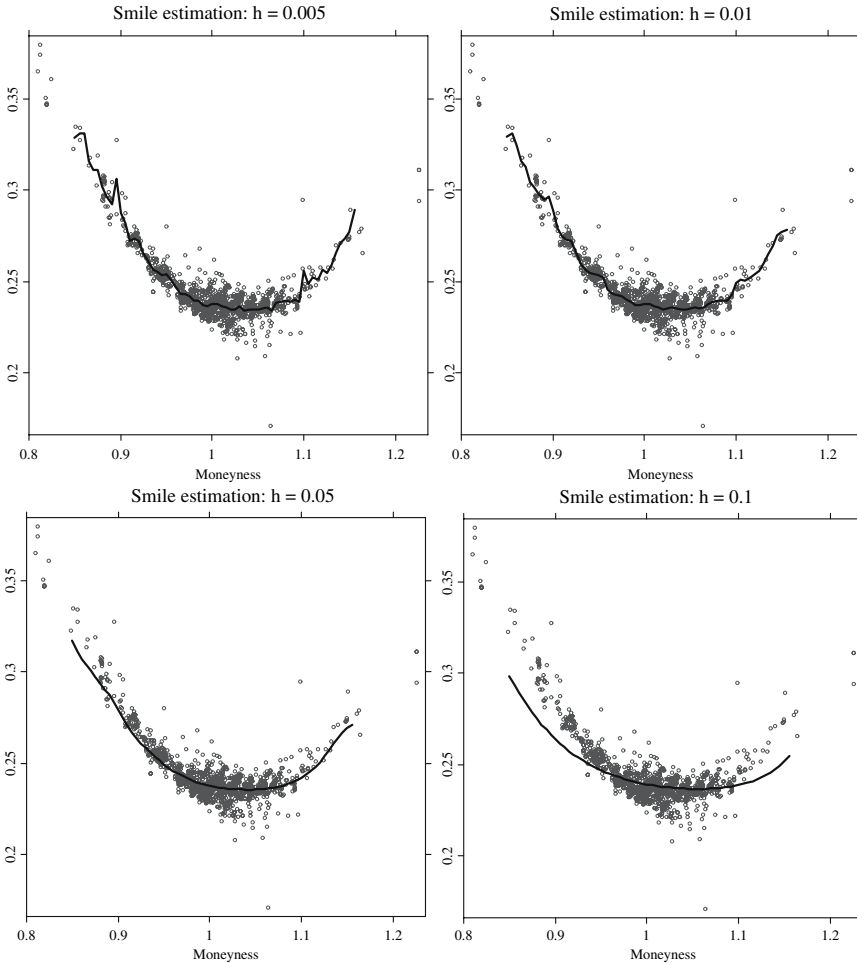 Smile estimation: h = 0.005
0.35
0.3
0.25
0.2
0.8 0.9 1 1.1 1.2
Moneyness
Smile estimation: h = 0.01
0.35
0.3
0.25
0.2
0.8 0.9 1 1.1 1.2
Moneyness
Smile estimation: h = 0.05
0.35
0.3
0.25
0.2
0.8 0.9 1 1.1 1.2
Moneyness
Smile estimation: h = 0.1
0.35
0.3
0.25
0.2
0.8 0.9 1 1.1 1.2
Moneyness